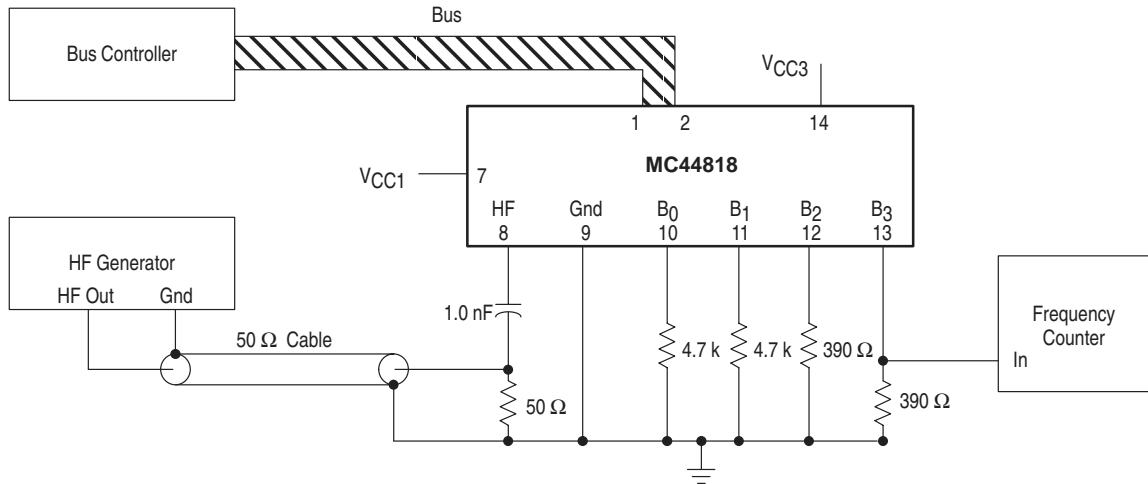 Bus
Bus Controller
VCC3
1 2 14
MC44818
VCC1
7
HF Gnd B0 B1 B2 B3
8 9 10 11 12 13
HF Generator
HF Out Gnd
1.0 nF
50 Ω Cable
4.7 k 4.7 k 390 Ω
Frequency
Counter
In
50 Ω
390 Ω